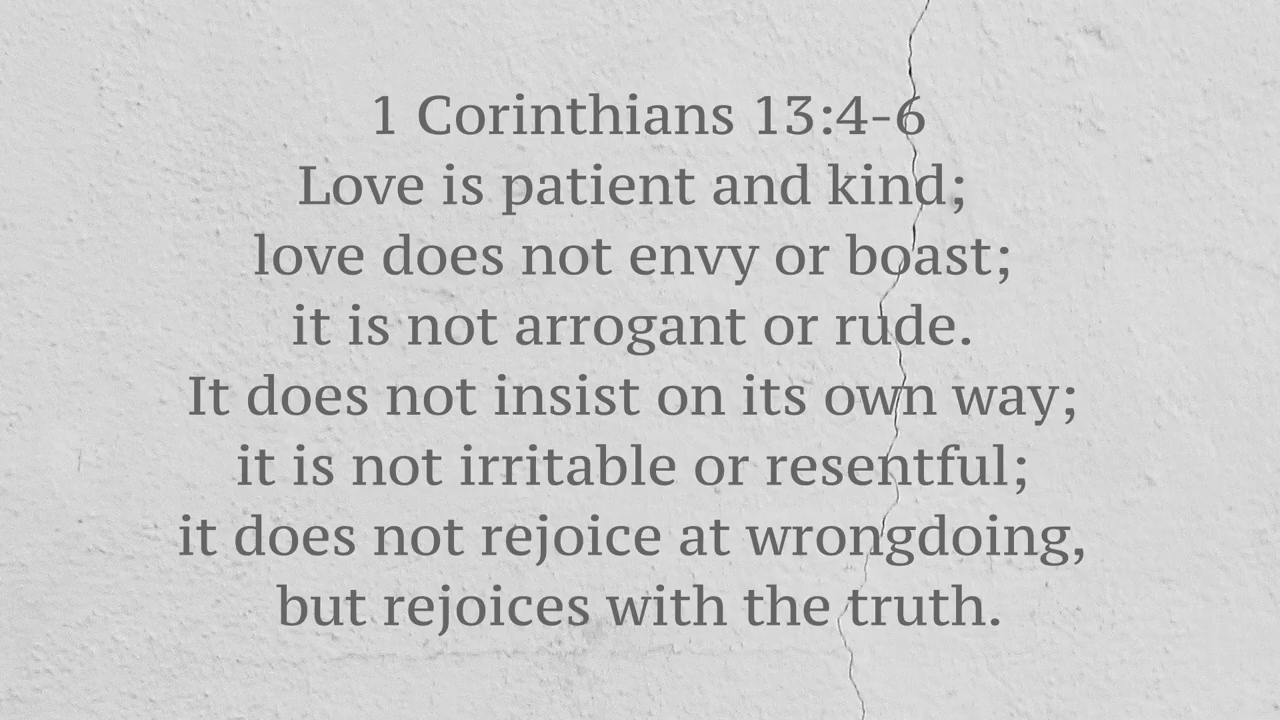 1 Corinthians 13:4-6
Love is patient and kind;
love does not envy or boast;
it is not arrogant or rude.
It does not insist on its own way;
it is not irritable or resentful;
it does not rejoice at wrongdoing,
but rejoices with the truth.